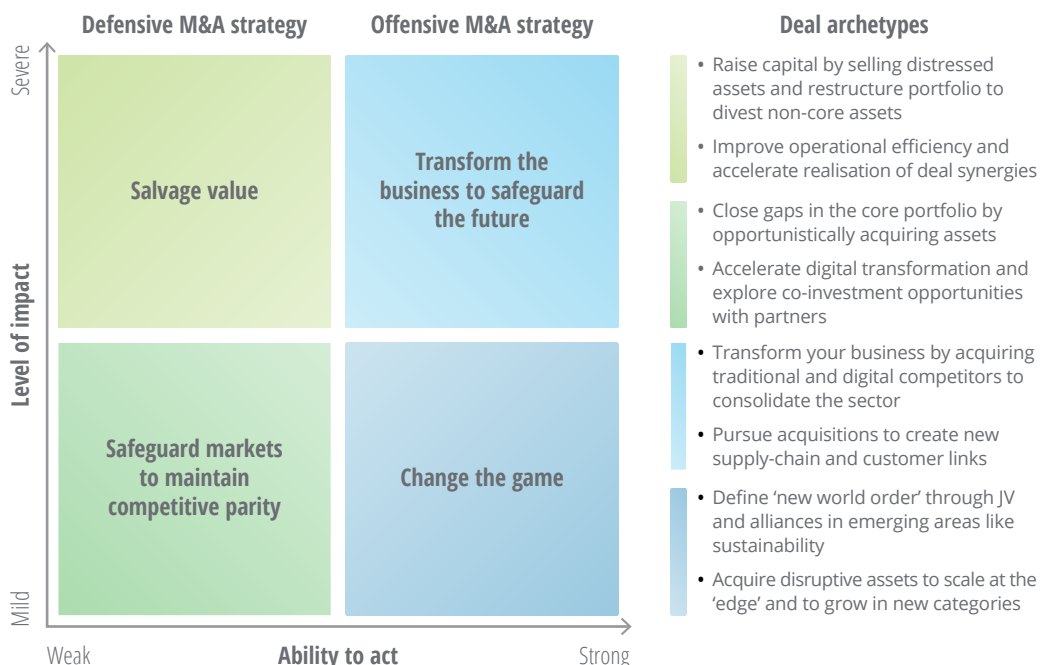 Defensive M&A strategy
Offensive M&A strategy
Deal archetypes
Severe
Level of impact
Mild
Salvage value
Transform the
business to safeguard
the future
Safeguard markets
to maintain
competitive parity
Change the game
Weak
Ability to act
Strong
• Raise capital by selling distressed
assets and restructure portfolio to
divest non-core assets
• Improve operational efficiency and
accelerate realisation of deal synergies
• Close gaps in the core portfolio by
opportunistically acquiring assets
• Accelerate digital transformation and
explore co-investment opportunities
with partners
• Transform your business by acquiring
traditional and digital competitors to
consolidate the sector
• Pursue acquisitions to create new
supply-chain and customer links
• Define ‘new world order’ through JV
and alliances in emerging areas like
sustainability
• Acquire disruptive assets to scale at the
‘edge’ and to grow in new categories